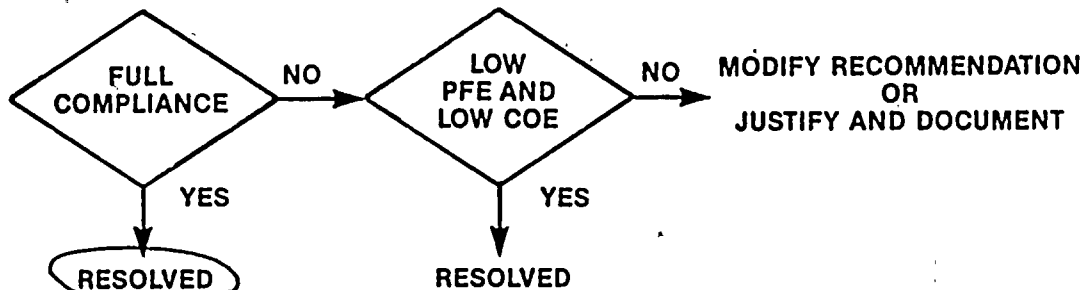 FULL
COMPLIANCE
NO
LOW
PFE AND
LOW COE
NO
MODIFY RECOMMENDATION
OR
JUSTIFY AND DOCUMENT
YES
YES
RESOLVED
RESOLVED